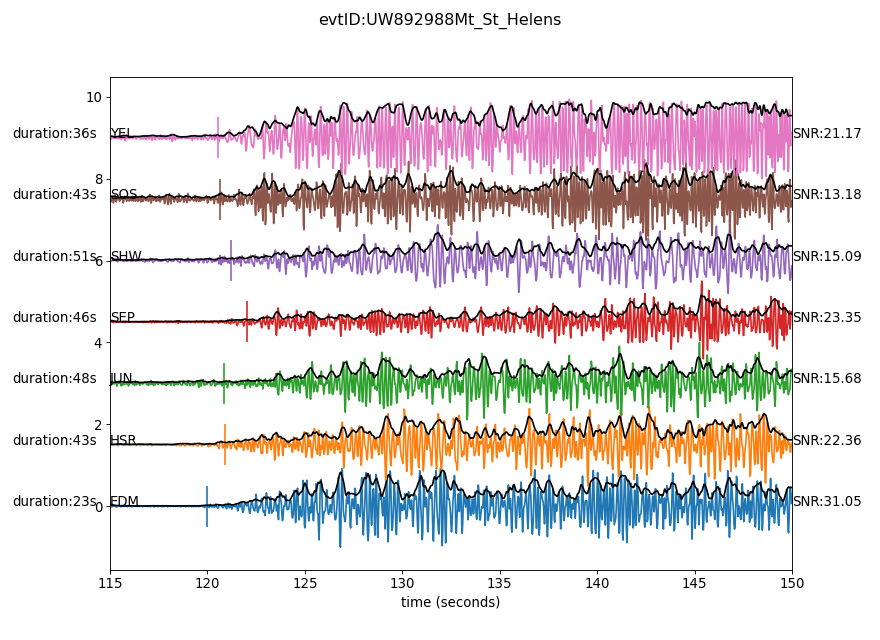 evtID:UW892988Mt_St_Helens
10
duration:36s YEL SNR:21.17
8
duration:43s SOS SNR:13.18
duration:51s SHW SNR:15.09
6
duration:46s SEP SNR:23.35
4
duration:48s JUN SNR:15.68
2
duration:43s HSR SNR:22.36
duration:23s EDM SNR:31.05
0
115 120 125 130 135 140 145 150
time (seconds)